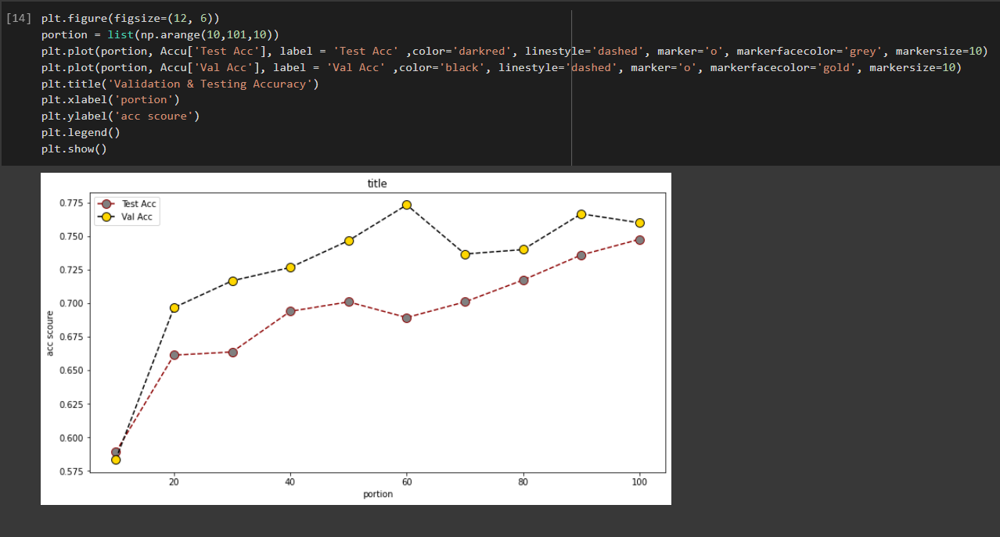 [14] plt.figure(figsize=(12, 6))
portion = list(np.arange(10,101,10))
plt.plot(portion, Accu['Test Acc'], label = 'Test Acc' ,color='darkred', linestyle='dashed', marker='o', markerfacecolor='grey', markersize=10)
plt.plot(portion, Accu['Val Acc'], label = 'Val Acc' ,color='black', linestyle='dashed', marker='o', markerfacecolor='gold', markersize=10)
plt.title('Validation & Testing Accuracy')
plt.xlabel('portion')
plt.ylabel('acc scoure')
plt.legend()
plt.show()
title
Test Acc
Val Acc
0.775
0.750
0.725
0.700
0.675
0.650
0.625
0.600
0.575
acc scoure
20 40 60 80 100
portion